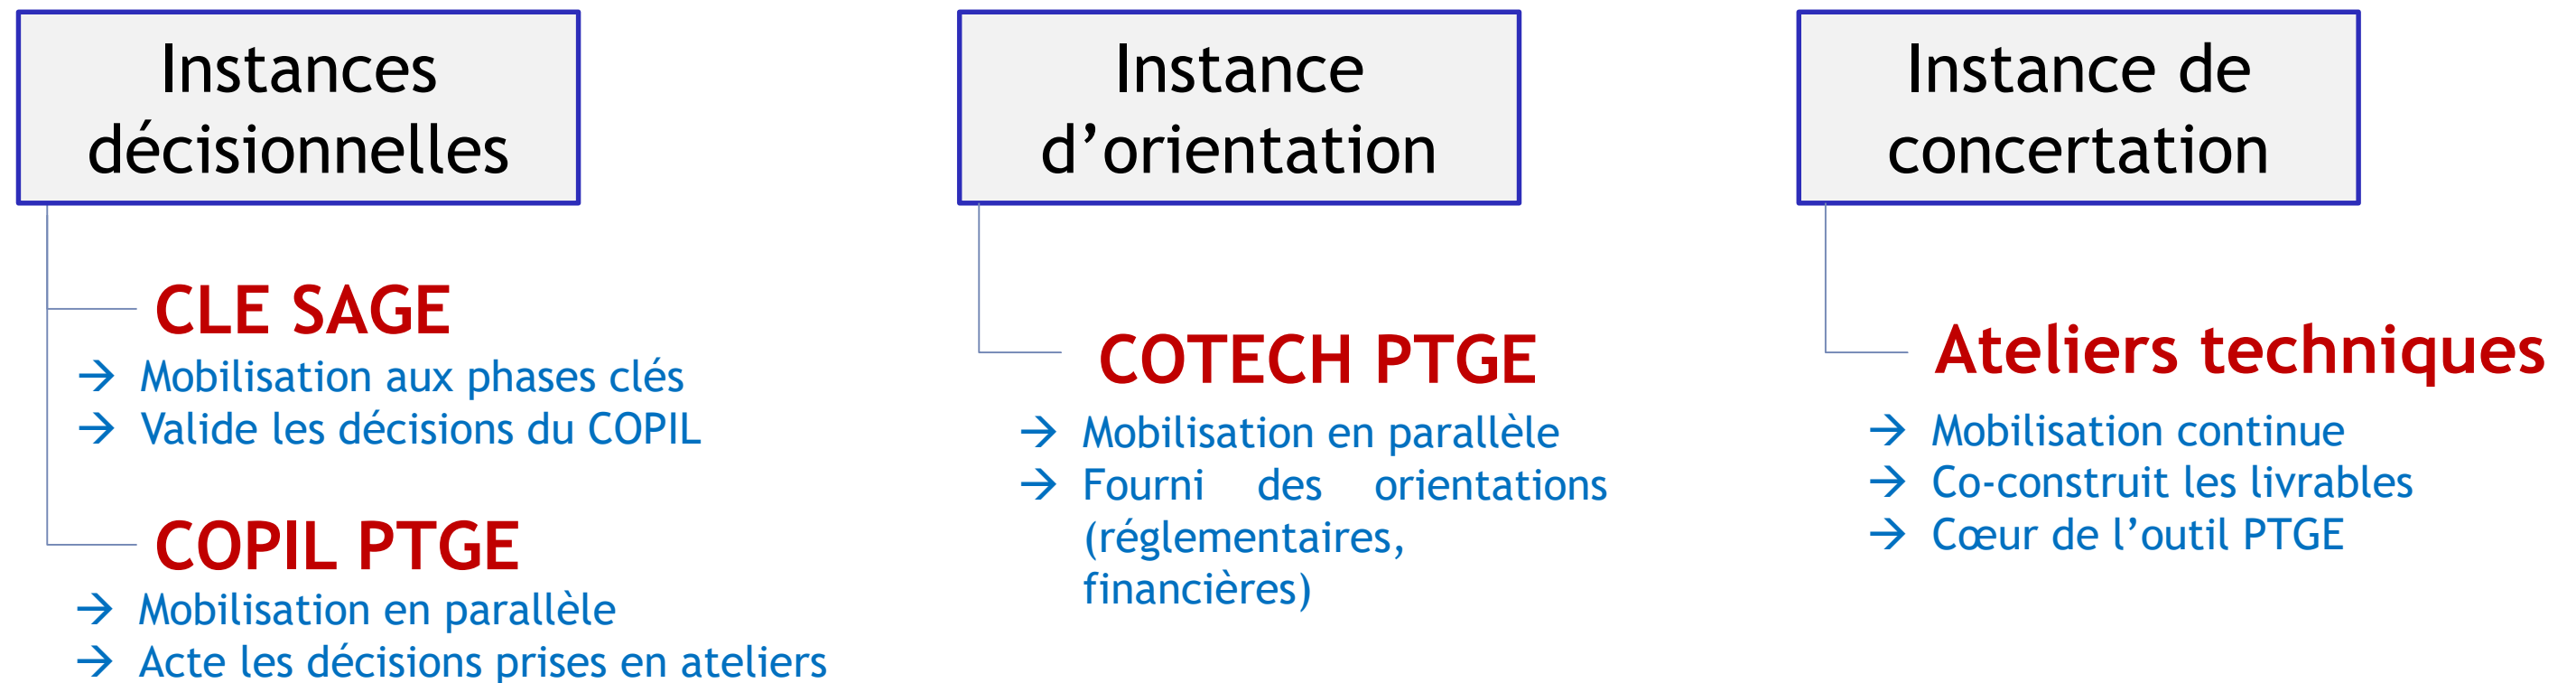 Instances
décisionnelles
CLE SAGE
→ Mobilisation aux phases clés
→ Valide les décisions du COPIL
COPIL PTGE
→ Mobilisation en parallèle
→ Acte les décisions prises en ateliers
Instance
d’orientation
COTECH PTGE
→ Mobilisation en parallèle
→ Fourni des orientations
(réglementaires,
financières)
Instance de
concertation
Ateliers techniques
→ Mobilisation continue
→ Co-construit les livrables
→ Cœur de l’outil PTGE